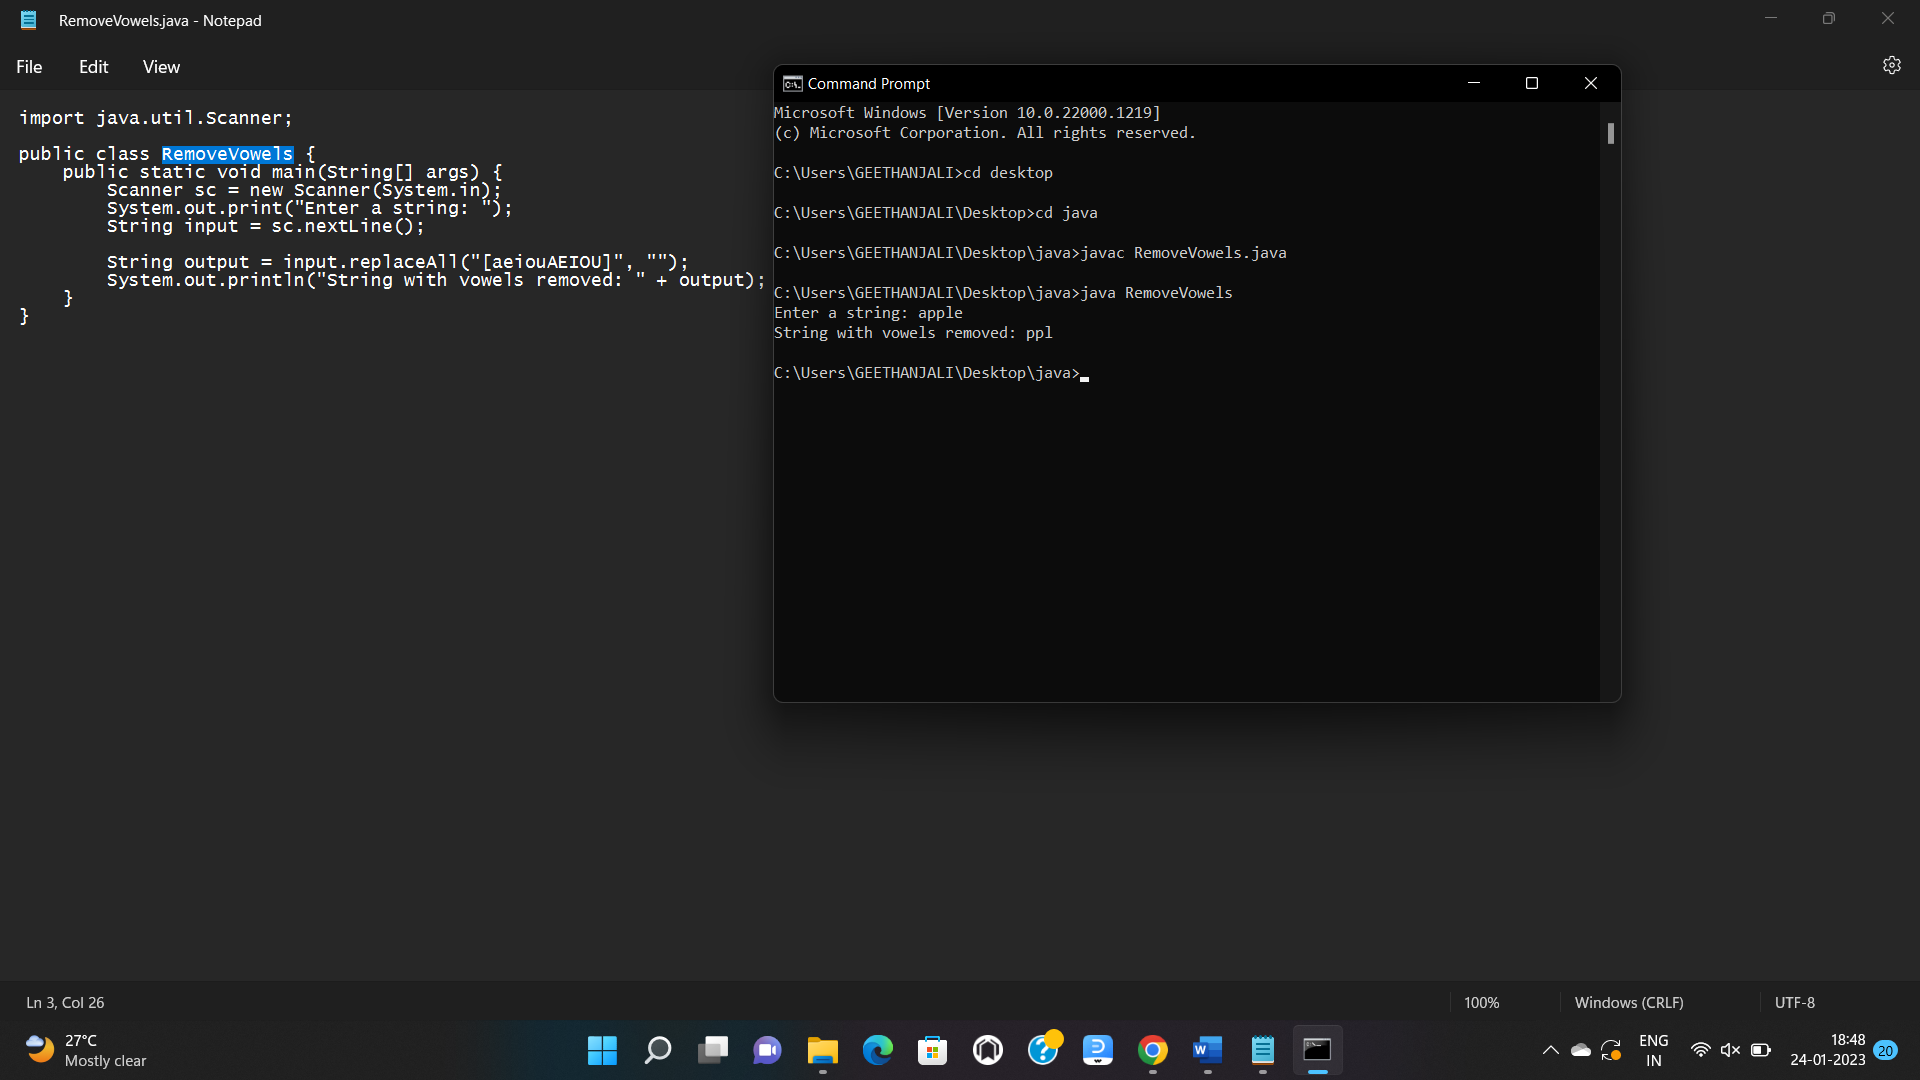 RemoveVowels.java - Notepad
File Edit View
import java.util.Scanner;
public class RemoveVowels {
public static void main(String[] args) {
Scanner sc = new Scanner(System.in);
System.out.print("Enter a string: ");
String input = sc.nextLine();
String output = input.replaceAll("[aeiouAEIOU]", "");
System.out.println("String with vowels removed: " + output);
}
}
Command Prompt
Microsoft Windows [Version 10.0.22000.1219]
(c) Microsoft Corporation. All rights reserved.
C:\Users\GEETHANJALI>cd desktop
C:\Users\GEETHANJALI\Desktop>cd java
C:\Users\GEETHANJALI\Desktop\java>javac RemoveVowels.java
C:\Users\GEETHANJALI\Desktop\java>java RemoveVowels
Enter a string: apple
String with vowels removed: ppl
C:\Users\GEETHANJALI\Desktop\java>
Ln 3, Col 26
100%
Windows (CRLF)
UTF-8
27°C
Mostly clear
ENG
IN
18:48
24-01-2023
20